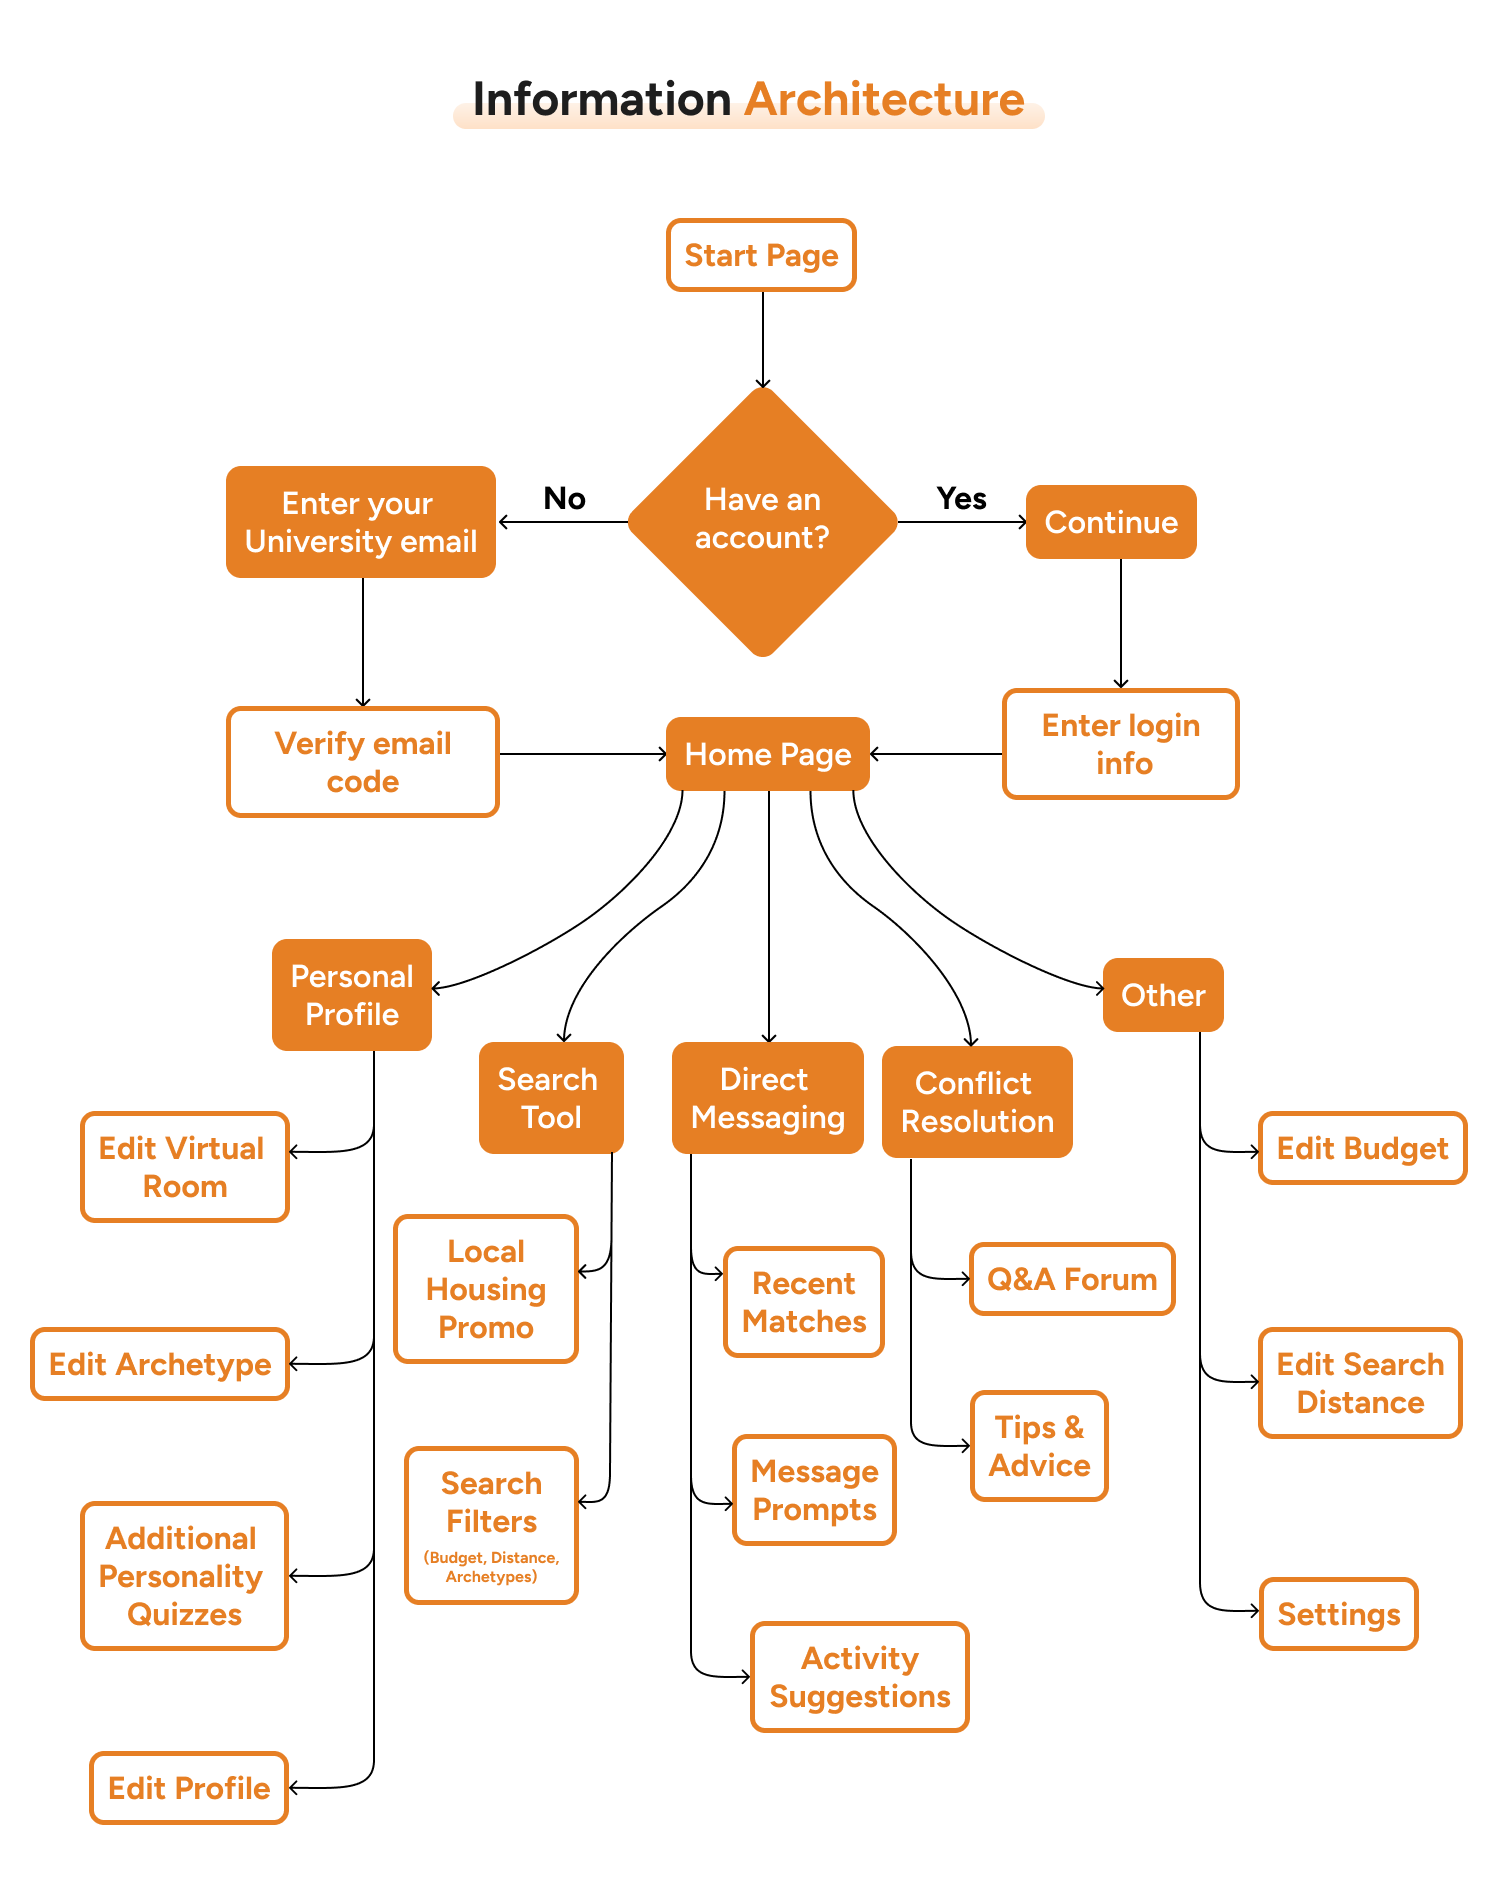 Information Architecture
Start Page
Have an
account?
No
Yes
Enter your
University email
Continue
Verify email
code
Home Page
Enter login
info
Personal
Profile
Search
Tool
Direct
Messaging
Conflict
Resolution
Other
Edit Virtual
Room
Edit Archetype
Additional
Personality
Quizzes
Edit Profile
Local
Housing
Promo
Search
Filters
(Budget, Distance,
Archetypes)
Recent
Matches
Message
Prompts
Activity
Suggestions
Q&A Forum
Tips &
Advice
Edit Budget
Edit Search
Distance
Settings